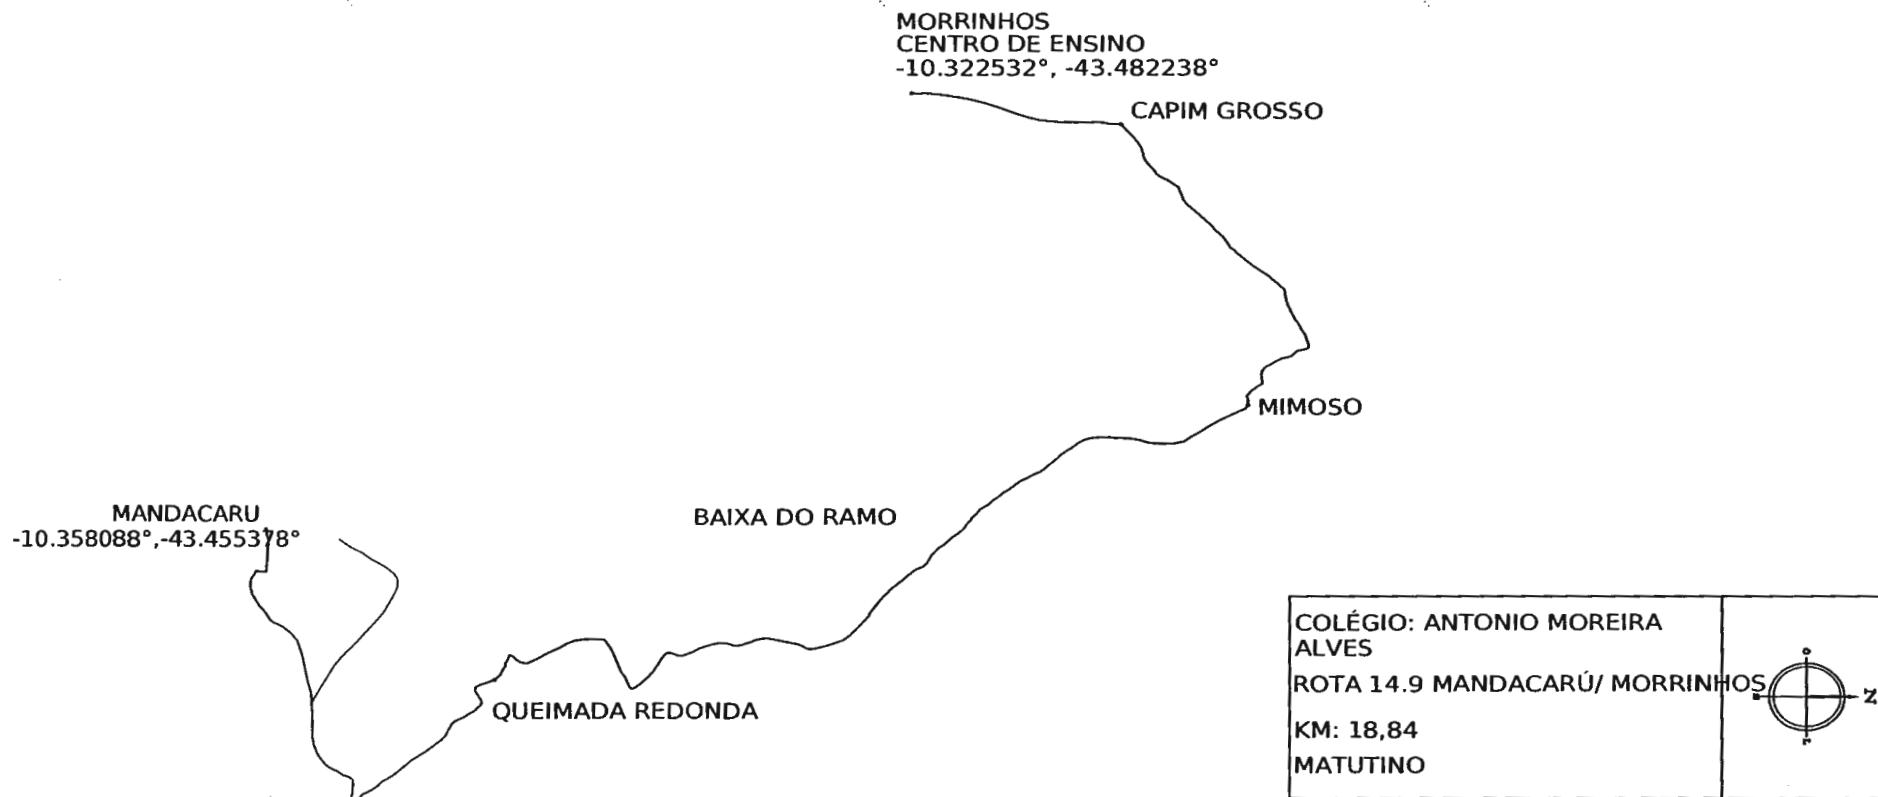 MORRINHOS
CENTRO DE ENSINO
-10.322532°, -43.482238°
CAPIM GROSSO
MIMOSO
MANDACARU
-10.358088°,-43.455378°
BAIXA DO RAMO
QUEIMADA REDONDA
COLÉGIO: ANTONIO MOREIRA
ALVES
ROTA 14.9 MANDACARÚ/ MORRINHOS
KM: 18,84
MATUTINO
N